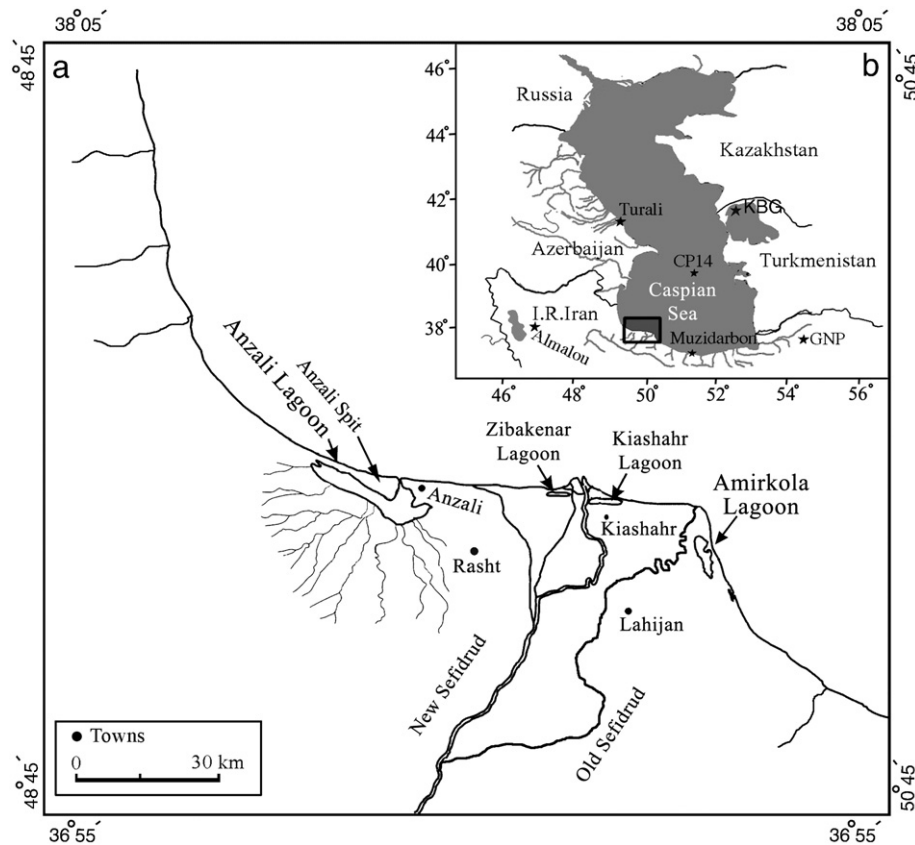 38°05´
38°05´
48°45´
50°45´
a
b
46°
44°
42°
40°
38°
Russia
Kazakhstan
Turali
KBG
Azerbaijan
CP14
Turkmenistan
Caspian
Sea
I.R.Iran
Almalou
Muzidarbon
GNP
46°
48°
50°
52°
54°
56°
Anzali Lagoon
Anzali Spit
Zibakenar
Lagoon
Kiashahr
Lagoon
Amirkola
Lagoon
Anzali
Kiashahr
Rasht
Lahijan
New Sefidrud
Old Sefidrud
Towns
0 30 km
48°45´
50°45´
36°55´
36°55´